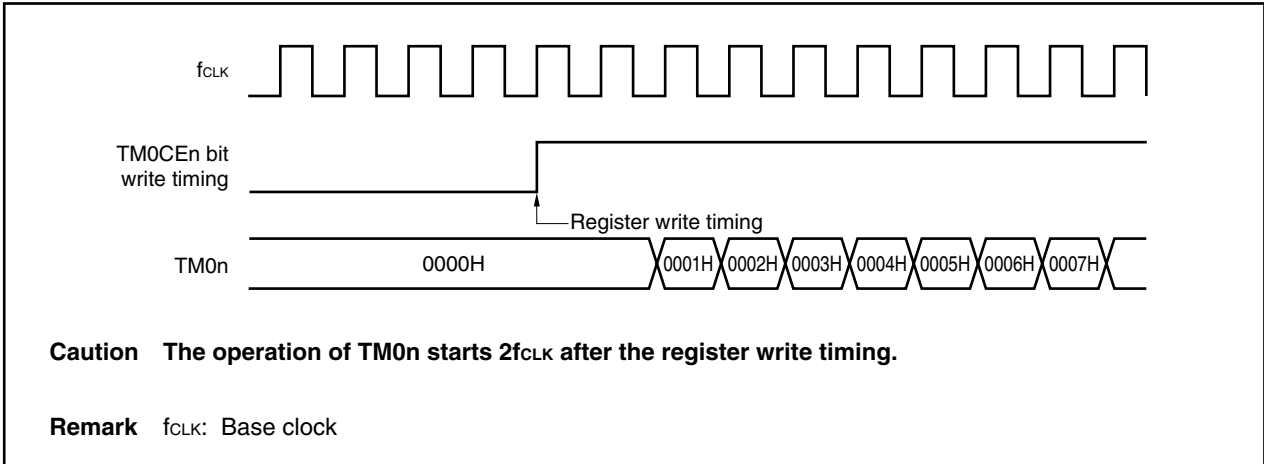 fCLK
TM0CEn bit
write timing
Register write timing
TM0n 0000H 0001H 0002H 0003H 0004H 0005H 0006H 0007H
Caution The operation of TM0n starts 2fCLK after the register write timing.
Remark fCLK: Base clock